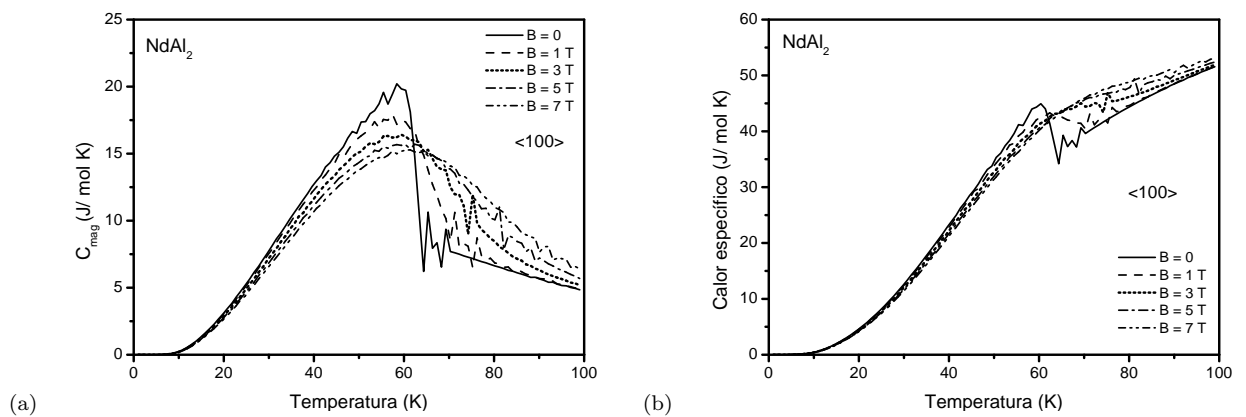 25
20
15
10
5
0
C_mag (J/ mol K)
NdAl₂
B = 0
B = 1 T
B = 3 T
B = 5 T
B = 7 T
<100>
0 20 40 60 80 100
Temperatura (K)
(a)
60
50
40
30
20
10
0
Calor específico (J/ mol K)
NdAl₂
<100>
B = 0
B = 1 T
B = 3 T
B = 5 T
B = 7 T
0 20 40 60 80 100
Temperatura (K)
(b)